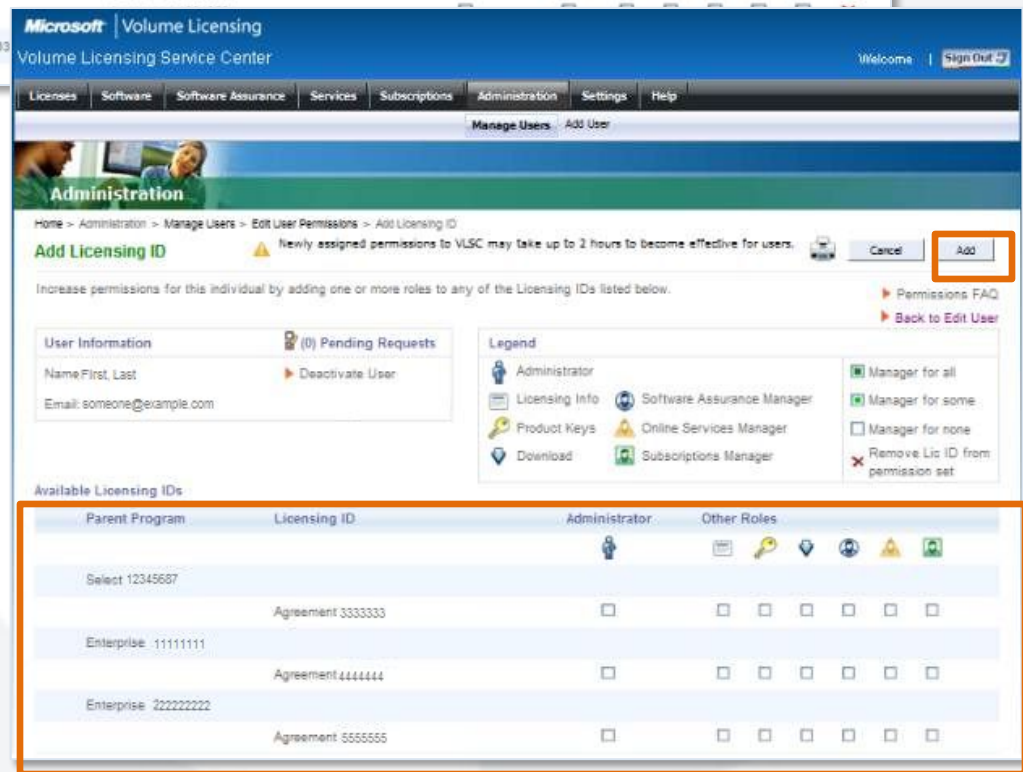 Microsoft | Volume Licensing
Volume Licensing Service Center
Welcome | Sign Out
Licenses Software Software Assurance Services Subscriptions Administration Settings Help
Manage Users Add User
Administration
Home > Administration > Manage Users > Edit User Permissions > Add Licensing ID
Add Licensing ID
Newly assigned permissions to VLSC may take up to 2 hours to become effective for users.
Cancel
Add
Increase permissions for this individual by adding one or more roles to any of the Licensing IDs listed below.
Permissions FAQ
Back to Edit User
User Information
(0) Pending Requests
Name First, Last
Deactivate User
Email: someone@example.com
Legend
Administrator
Licensing Info
Software Assurance Manager
Product Keys
Online Services Manager
Download
Subscriptions Manager
Manager for all
Manager for some
Manager for none
Remove Lic ID from
permission set
Available Licensing IDs
Parent Program Licensing ID Administrator Other Roles
Select 12345687
Agreement 3333333
Enterprise 11111111
Agreement 4444444
Enterprise 222222222
Agreement 5555555